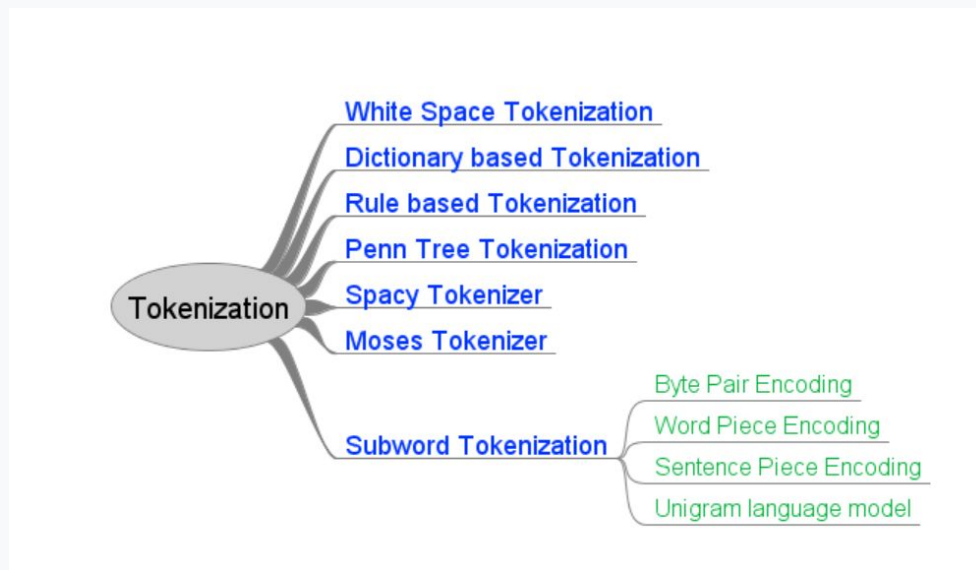 White Space Tokenization
Dictionary based Tokenization
Rule based Tokenization
Penn Tree Tokenization
Tokenization
Spacy Tokenizer
Moses Tokenizer
Subword Tokenization
Byte Pair Encoding
Word Piece Encoding
Sentence Piece Encoding
Unigram language model